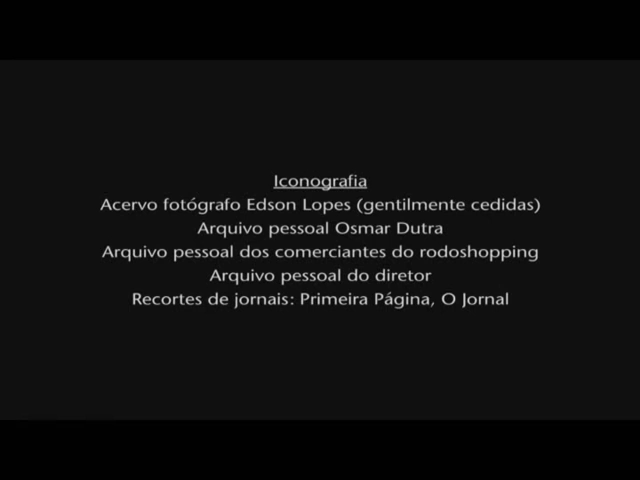 Iconografia
Acervo fotógrafo Edson Lopes (gentilmente cedidas)
Arquivo pessoal Osmar Dutra
Arquivo pessoal dos comerciantes do rodoshopping
Arquivo pessoal do diretor
Recortes de jornais: Primeira Página, O Jornal